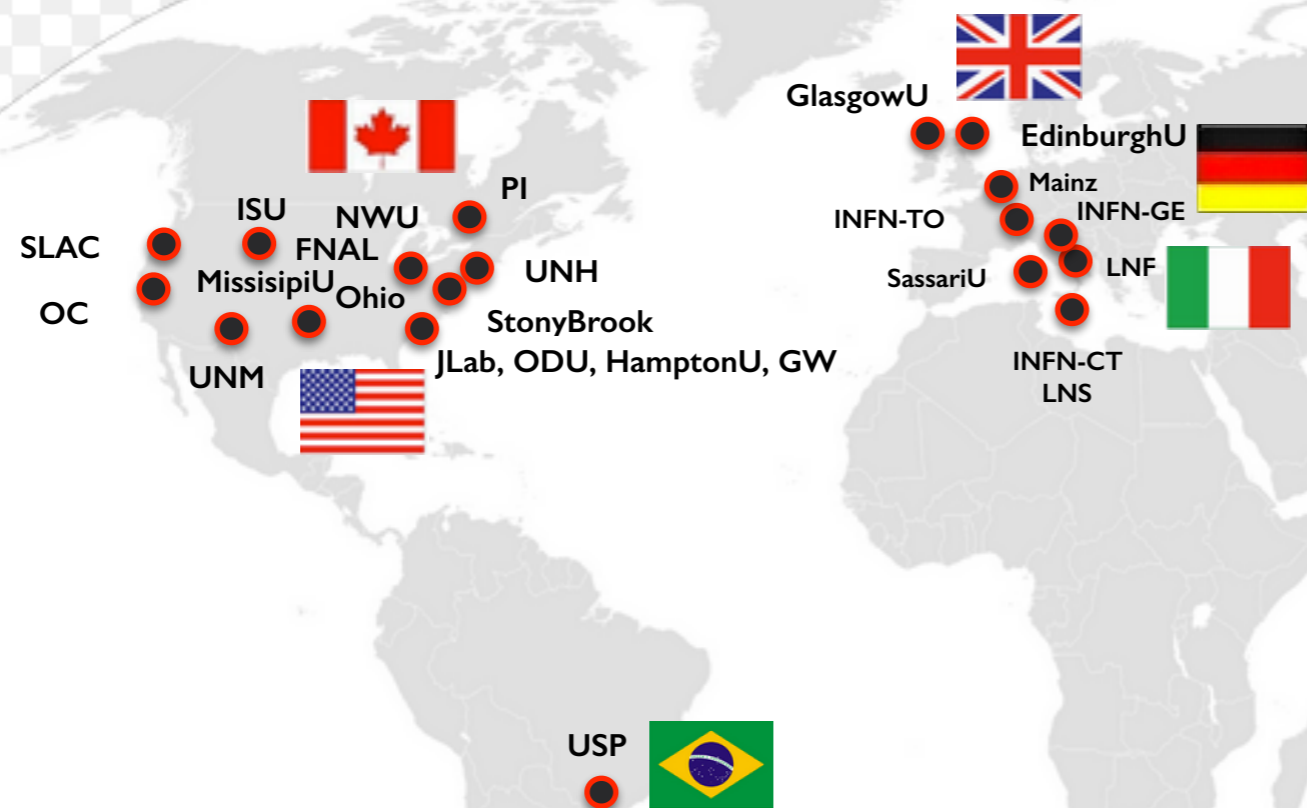 GlasgowU
EdinburghU
PI
Mainz
ISU
NWU
INFN-TO
INFN-GE
SLAC
FNAL
UNH
SassariU
LNF
MissisipiU
Ohio
OC
StonyBrook
JLab, ODU, HamptonU, GW
UNM
INFN-CT
LNS
USP